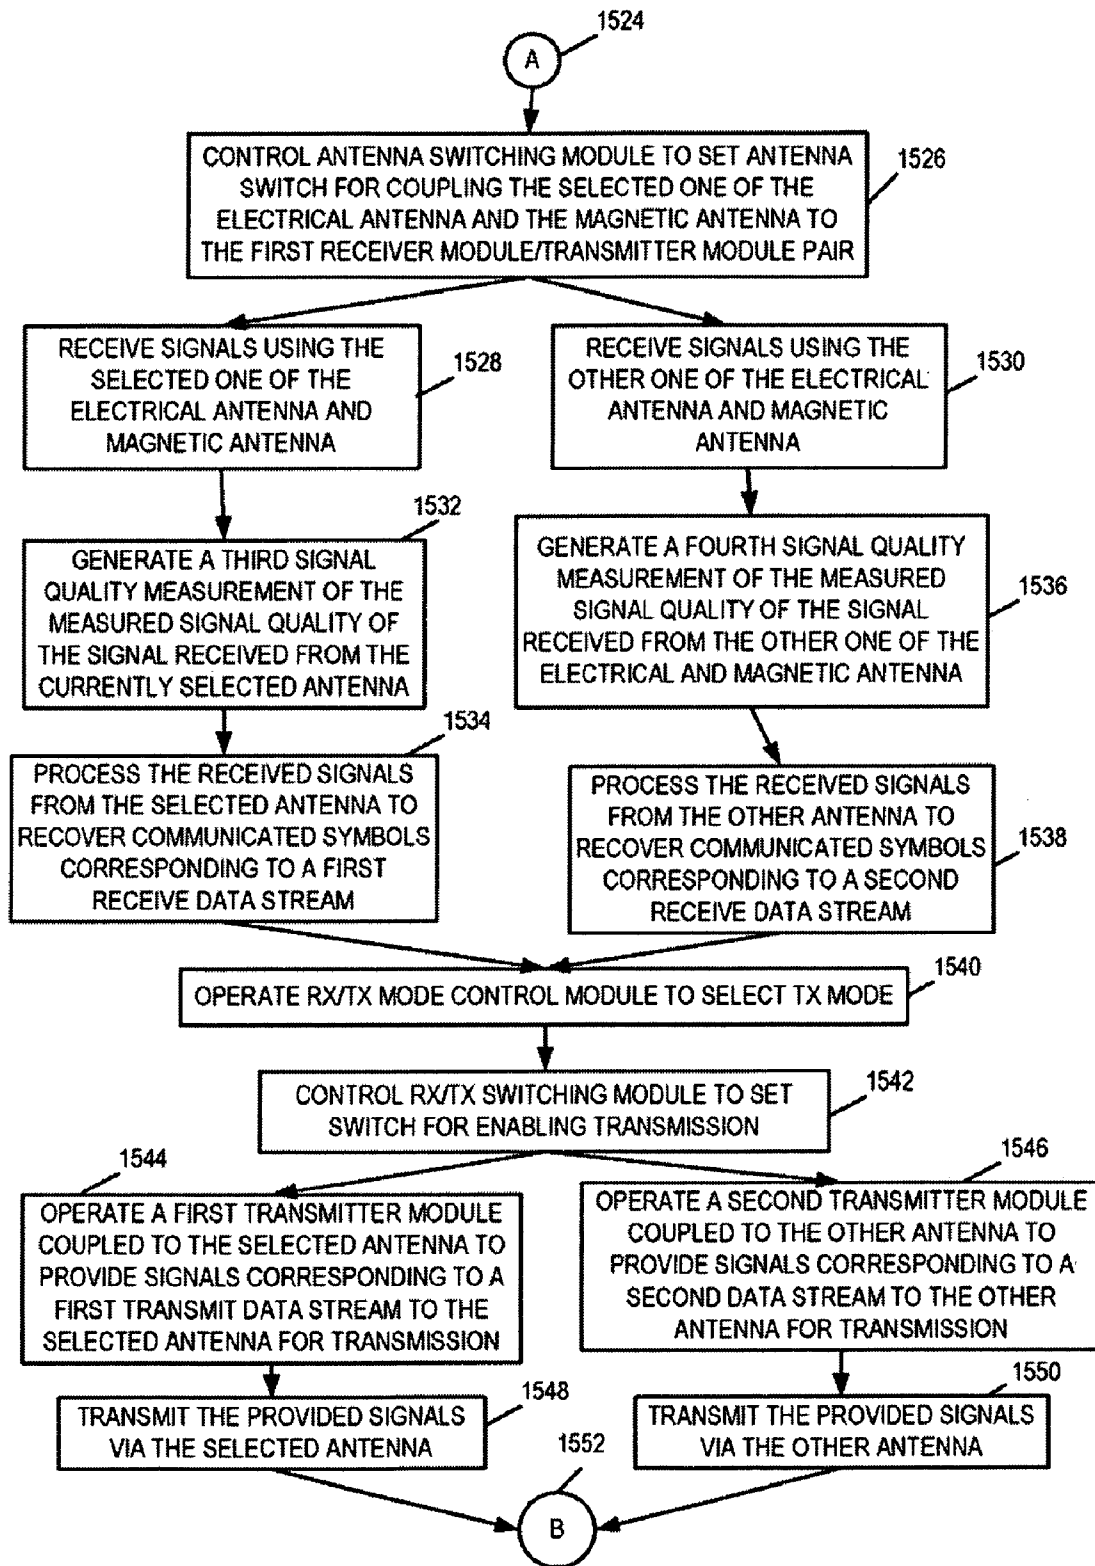 1524
A
CONTROL ANTENNA SWITCHING MODULE TO SET ANTENNA
SWITCH FOR COUPLING THE SELECTED ONE OF THE
ELECTRICAL ANTENNA AND THE MAGNETIC ANTENNA TO
THE FIRST RECEIVER MODULE/TRANSMITTER MODULE PAIR
1526
RECEIVE SIGNALS USING THE
SELECTED ONE OF THE
ELECTRICAL ANTENNA AND
MAGNETIC ANTENNA
1528
RECEIVE SIGNALS USING THE
OTHER ONE OF THE ELECTRICAL
ANTENNA AND MAGNETIC
ANTENNA
1530
1532
GENERATE A THIRD SIGNAL
QUALITY MEASUREMENT OF THE
MEASURED SIGNAL QUALITY OF
THE SIGNAL RECEIVED FROM THE
CURRENTLY SELECTED ANTENNA
GENERATE A FOURTH SIGNAL QUALITY
MEASUREMENT OF THE MEASURED
SIGNAL QUALITY OF THE SIGNAL
RECEIVED FROM THE OTHER ONE OF THE
ELECTRICAL AND MAGNETIC ANTENNA
1536
1534
PROCESS THE RECEIVED SIGNALS
FROM THE SELECTED ANTENNA TO
RECOVER COMMUNICATED SYMBOLS
CORRESPONDING TO A FIRST
RECEIVE DATA STREAM
PROCESS THE RECEIVED SIGNALS
FROM THE OTHER ANTENNA TO
RECOVER COMMUNICATED SYMBOLS
CORRESPONDING TO A SECOND
RECEIVE DATA STREAM
1538
OPERATE RX/TX MODE CONTROL MODULE TO SELECT TX MODE
1540
CONTROL RX/TX SWITCHING MODULE TO SET
SWITCH FOR ENABLING TRANSMISSION
1542
1544
OPERATE A FIRST TRANSMITTER MODULE
COUPLED TO THE SELECTED ANTENNA TO
PROVIDE SIGNALS CORRESPONDING TO A
FIRST TRANSMIT DATA STREAM TO THE
SELECTED ANTENNA FOR TRANSMISSION
1546
OPERATE A SECOND TRANSMITTER MODULE
COUPLED TO THE OTHER ANTENNA TO
PROVIDE SIGNALS CORRESPONDING TO A
SECOND DATA STREAM TO THE OTHER
ANTENNA FOR TRANSMISSION
TRANSMIT THE PROVIDED SIGNALS
VIA THE SELECTED ANTENNA
1548
TRANSMIT THE PROVIDED SIGNALS
VIA THE OTHER ANTENNA
1550
1552
B